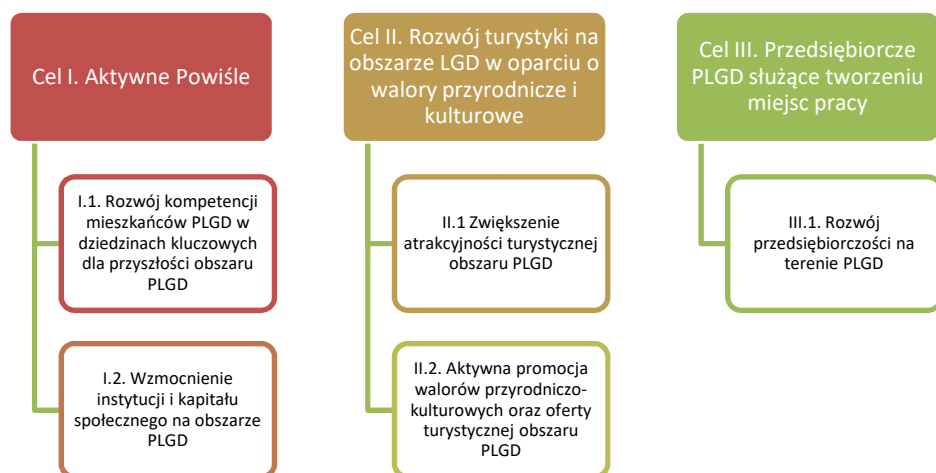 Cel I. Aktywne Powiśle
I.1. Rozwój kompetencji
mieszkańców PLGD w
dziedzinach kluczowych
dla przyszłości obszaru
PLGD
I.2. Wzmocnienie
instytucji i kapitału
społecznego na obszarze
PLGD
Cel II. Rozwój turystyki na
obszarze LGD w oparciu o
walory przyrodnicze i
kulturowe
II.1 Zwiększenie
atrakcyjności turystycznej
obszaru PLGD
II.2. Aktywna promocja
walorów przyrodniczo-
kulturowych oraz oferty
turystycznej obszaru
PLGD
Cel III. Przedsiębiorcze
PLGD służące tworzeniu
miejsc pracy
III.1. Rozwój
przedsiębiorczości na
terenie PLGD